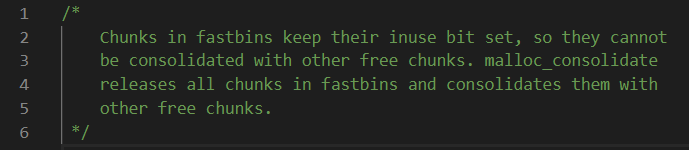 1 /*
2 Chunks in fastbins keep their inuse bit set, so they cannot
3 be consolidated with other free chunks. malloc_consolidate
4 releases all chunks in fastbins and consolidates them with
5 other free chunks.
6 */